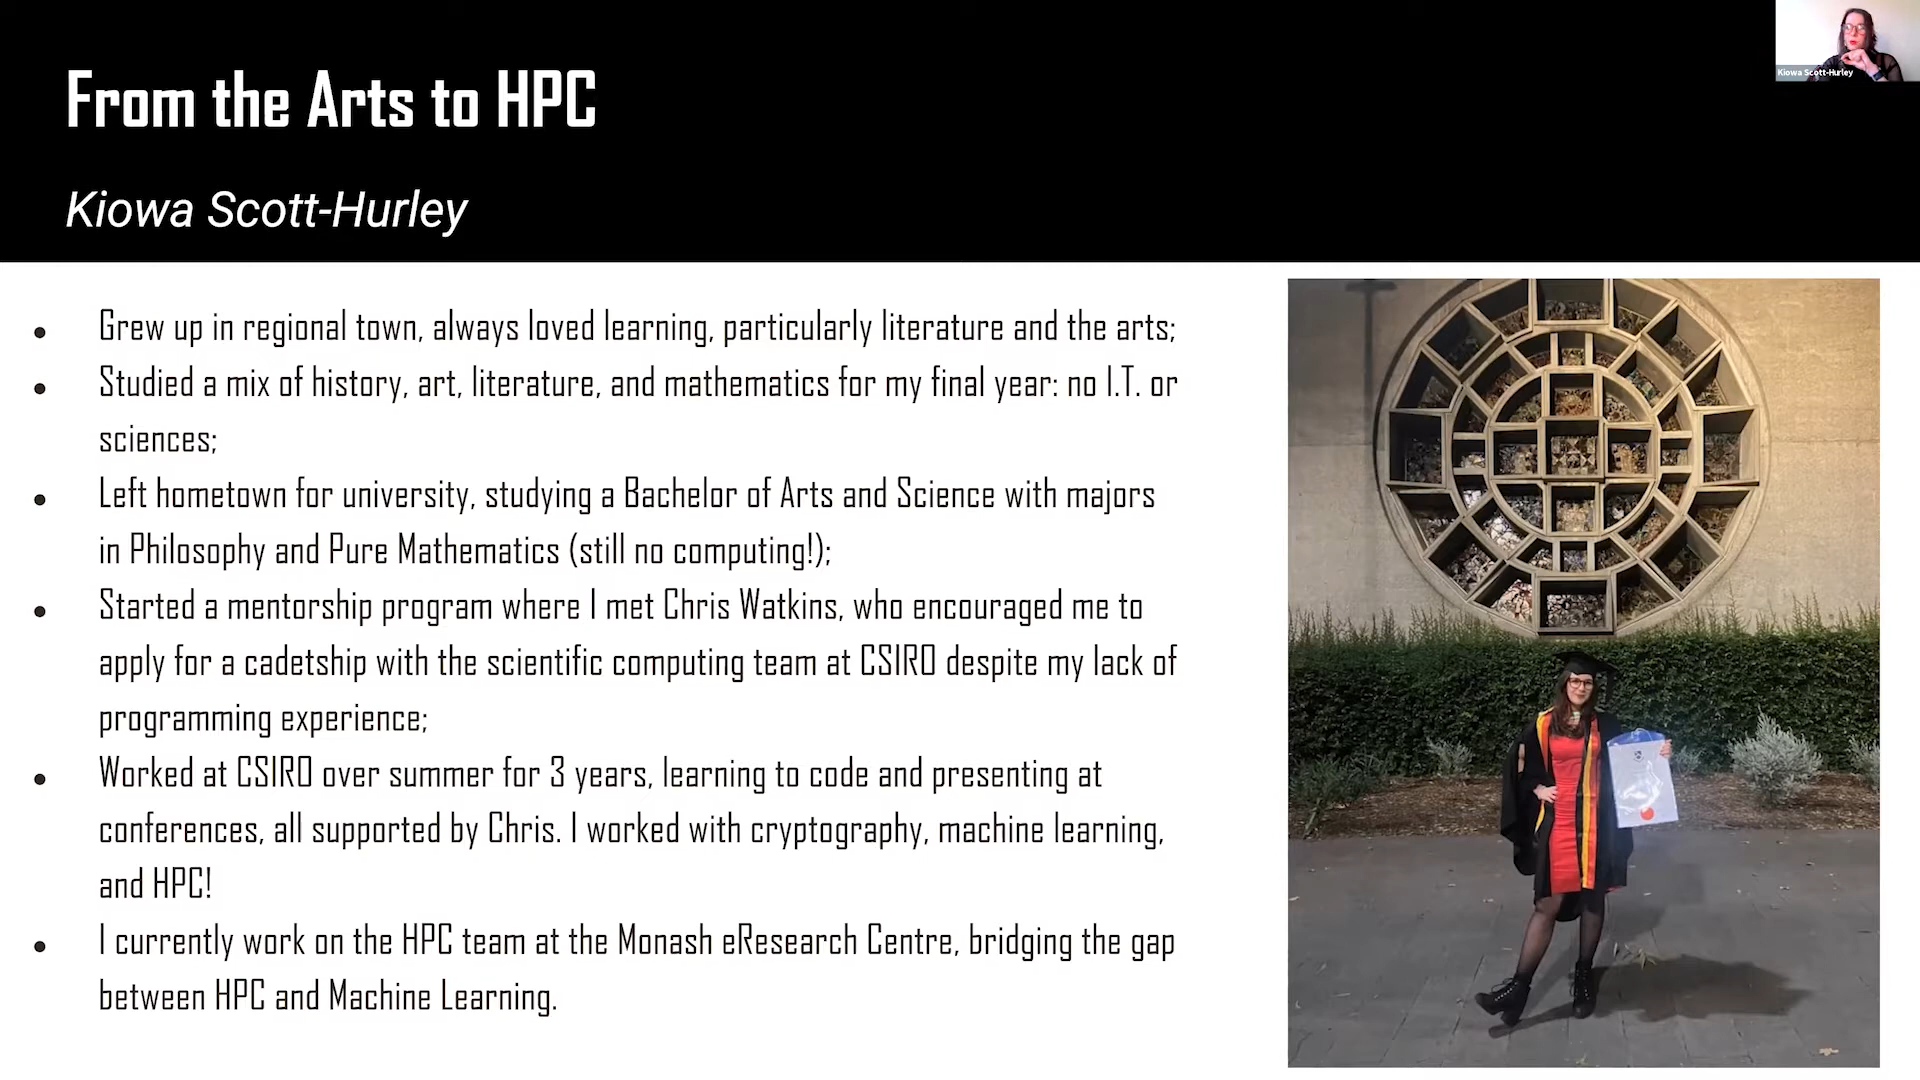 From the Arts to HPC
Kiowa Scott-Hurley
Kiowa Scott-Hurley
● Grew up in regional town, always loved learning, particularly literature and the arts;
● Studied a mix of history, art, literature, and mathematics for my final year: no I.T. or
sciences;
● Left hometown for university, studying a Bachelor of Arts and Science with majors
in Philosophy and Pure Mathematics (still no computing!);
● Started a mentorship program where I met Chris Watkins, who encouraged me to
apply for a cadetship with the scientific computing team at CSIRO despite my lack of
programming experience;
● Worked at CSIRO over summer for 3 years, learning to code and presenting at
conferences, all supported by Chris. I worked with cryptography, machine learning,
and HPC!
● I currently work on the HPC team at the Monash eResearch Centre, bridging the gap
between HPC and Machine Learning.